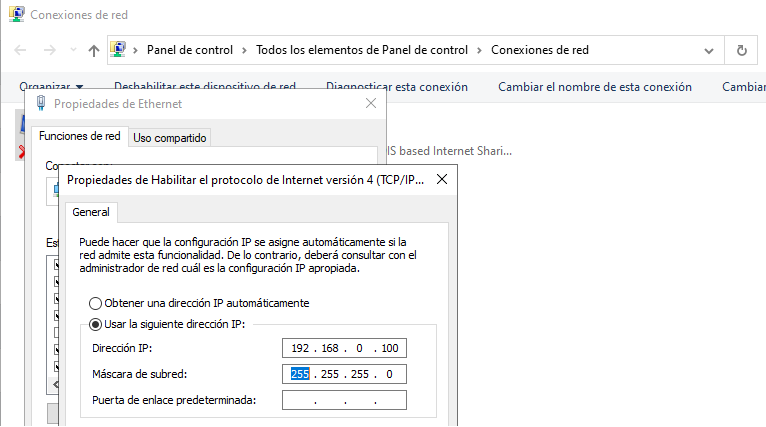 Conexiones de red
Panel de control
Todos los elementos de Panel de control
Conexiones de red
Organizar
Deshabilitar este dispositivo de red
Diagnosticar esta conexión
Cambiar el nombre de esta conexión
Cambiar
Propiedades de Ethernet
Funciones de red
Uso compartido
IS based Internet Shari...
Propiedades de Habilitar el protocolo de Internet versión 4 (TCP/IP...
General
Puede hacer que la configuración IP se asigne automáticamente si la
red admite esta funcionalidad. De lo contrario, deberá consultar con el
administrador de red cuál es la configuración IP apropiada.
Obtener una dirección IP automáticamente
Usar la siguiente dirección IP:
Dirección IP:
192 . 168 . 0 . 100
Máscara de subred:
255 . 255 . 255 . 0
Puerta de enlace predeterminada:
. . .